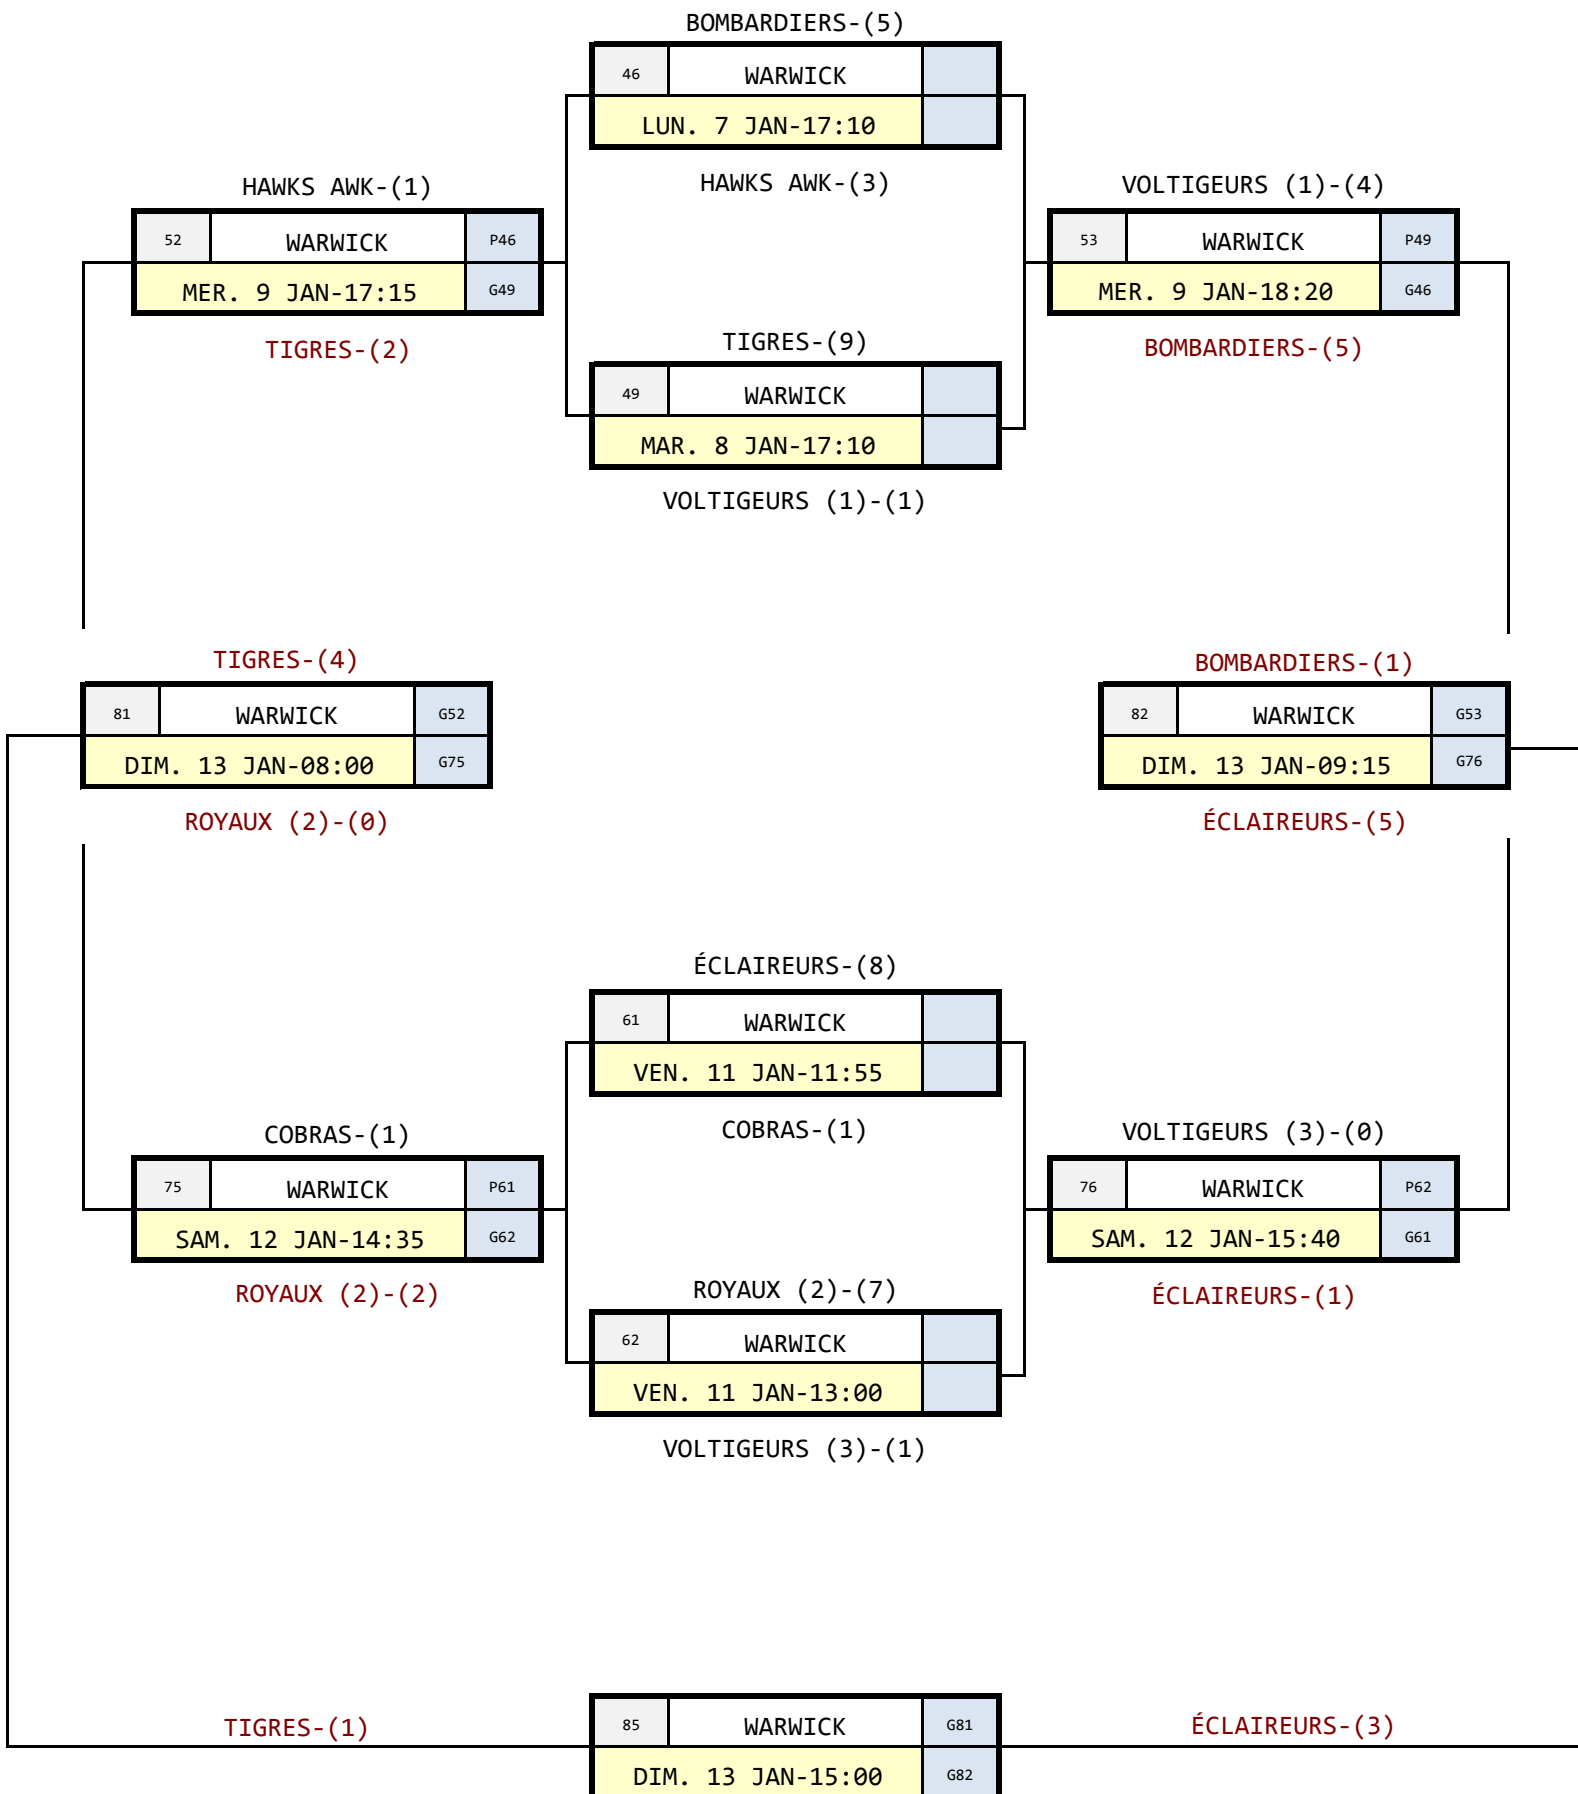 BOMBARDIERS-(5)
46 WARWICK
LUN. 7 JAN-17:10
HAWKS AWK-(3)
HAWKS AWK-(1)
52 WARWICK P46
MER. 9 JAN-17:15 G49
TIGRES-(2)
VOLTIGEURS (1)-(4)
53 WARWICK P49
MER. 9 JAN-18:20 G46
BOMBARDIERS-(5)
TIGRES-(9)
49 WARWICK
MAR. 8 JAN-17:10
VOLTIGEURS (1)-(1)
TIGRES-(4)
81 WARWICK G52
DIM. 13 JAN-08:00 G75
ROYAUX (2)-(0)
BOMBARDIERS-(1)
82 WARWICK G53
DIM. 13 JAN-09:15 G76
ÉCLAIREURS-(5)
ÉCLAIREURS-(8)
61 WARWICK
VEN. 11 JAN-11:55
COBRAS-(1)
COBRAS-(1)
75 WARWICK P61
SAM. 12 JAN-14:35 G62
ROYAUX (2)-(2)
VOLTIGEURS (3)-(0)
76 WARWICK P62
SAM. 12 JAN-15:40 G61
ÉCLAIREURS-(1)
ROYAUX (2)-(7)
62 WARWICK
VEN. 11 JAN-13:00
VOLTIGEURS (3)-(1)
TIGRES-(1)
85 WARWICK G81
DIM. 13 JAN-15:00 G82
ÉCLAIREURS-(3)